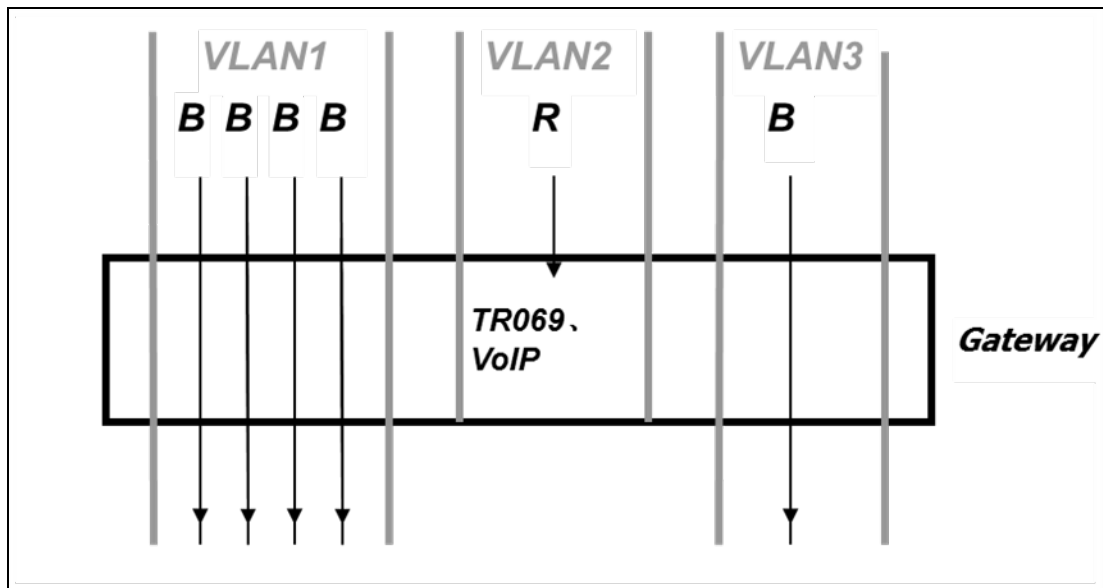 VLAN1
VLAN2
VLAN3
B B B B
R
B
TR069、
VoIP
Gateway